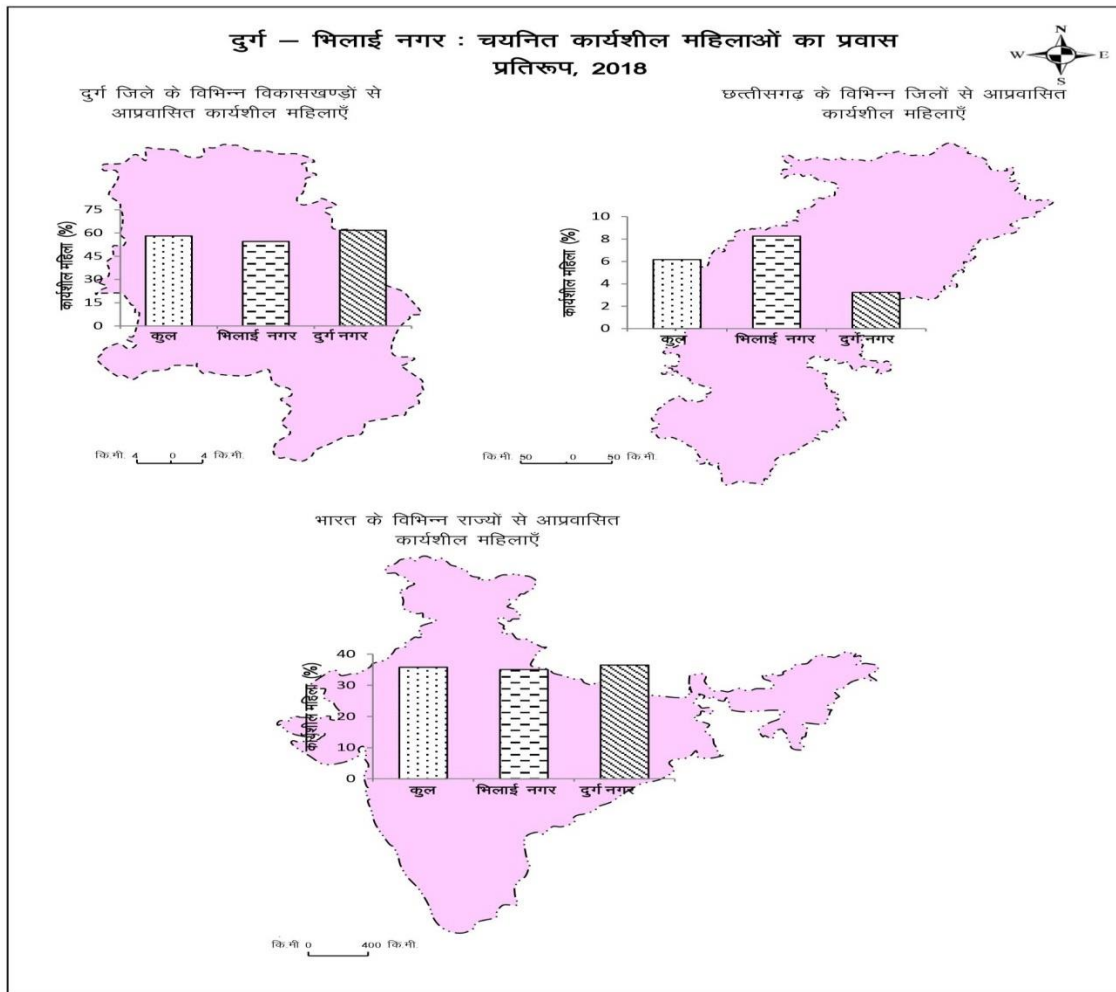 दुर्ग – भिलाई नगर : चयनित कार्यशील महिलाओं का प्रवास
प्रतिरूप, 2018
N
W E
S
दुर्ग जिले के विभिन्न विकासखण्डों से
आप्रवासित कार्यशील महिलाएँ
कार्यशील महिला (%)
75
60
45
30
15
0
कुल भिलाई नगर दुर्ग नगर
कि.मी. 4 0 4 कि.मी.
छत्तीसगढ़ के विभिन्न जिलों से आप्रवासित
कार्यशील महिलाएँ
कार्यशील महिला (%)
10
8
6
4
2
0
कुल भिलाई नगर दुर्ग नगर
कि.मी. 50 0 50 कि.मी.
भारत के विभिन्न राज्यों से आप्रवासित
कार्यशील महिलाएँ
कार्यशील महिला (%)
40
30
20
10
0
कुल भिलाई नगर दुर्ग नगर
कि.मी 0 400 कि.मी.